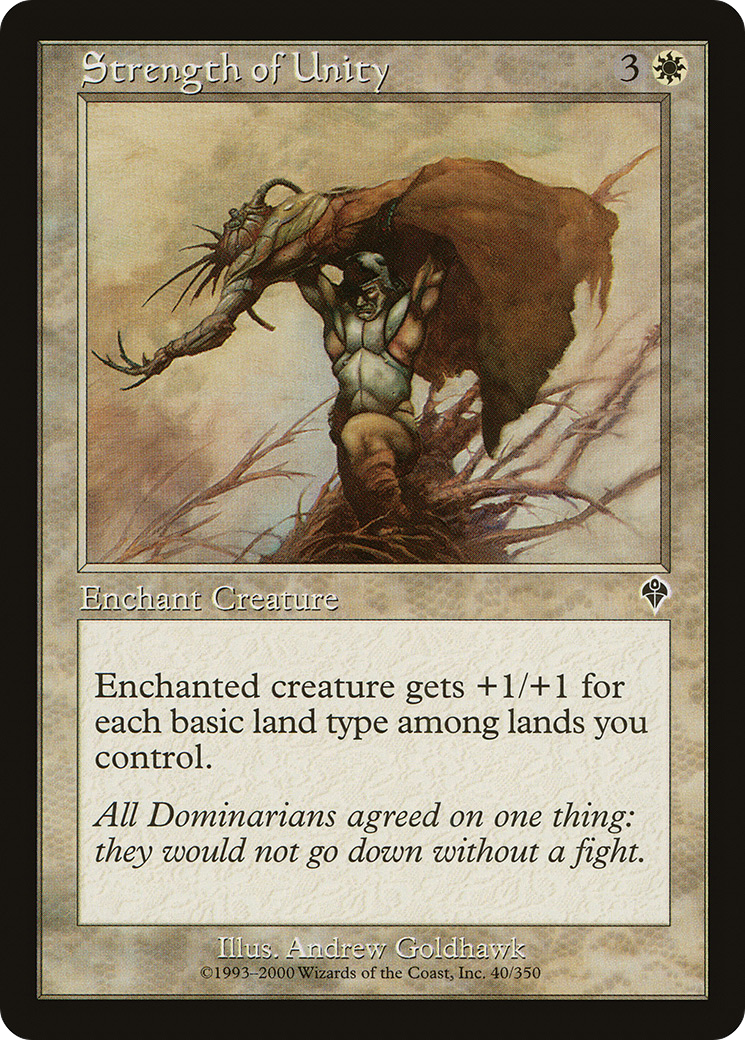 Strength of Unity 3
Enchant Creature
Enchanted creature gets +1/+1 for
each basic land type among lands you
control.
All Dominarians agreed on one thing:
they would not go down without a fight.
Illus. Andrew Goldhawk
©1993–2000 Wizards of the Coast, Inc. 40/350